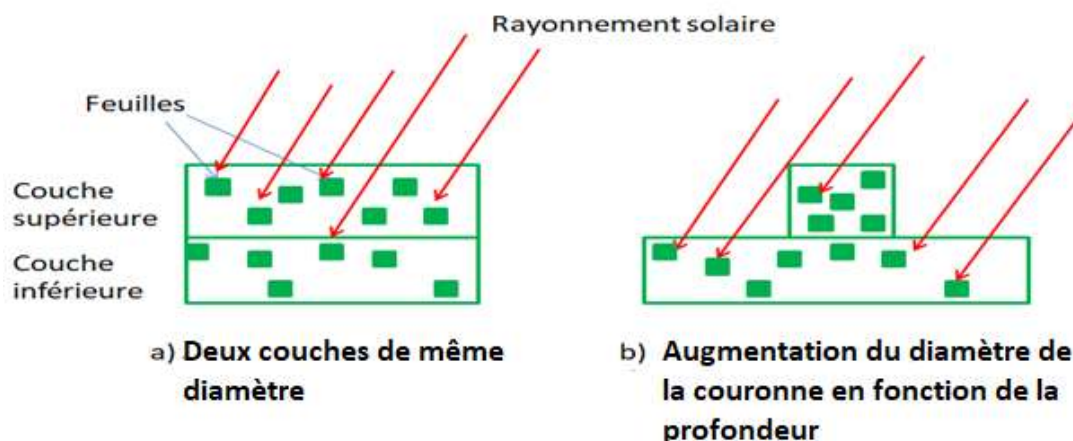 Rayonnement solaire
Feuilles
Couche
supérieure
Couche
inférieure
a) Deux couches de même
diamètre
b) Augmentation du diamètre de
la couronne en fonction de la
profondeur